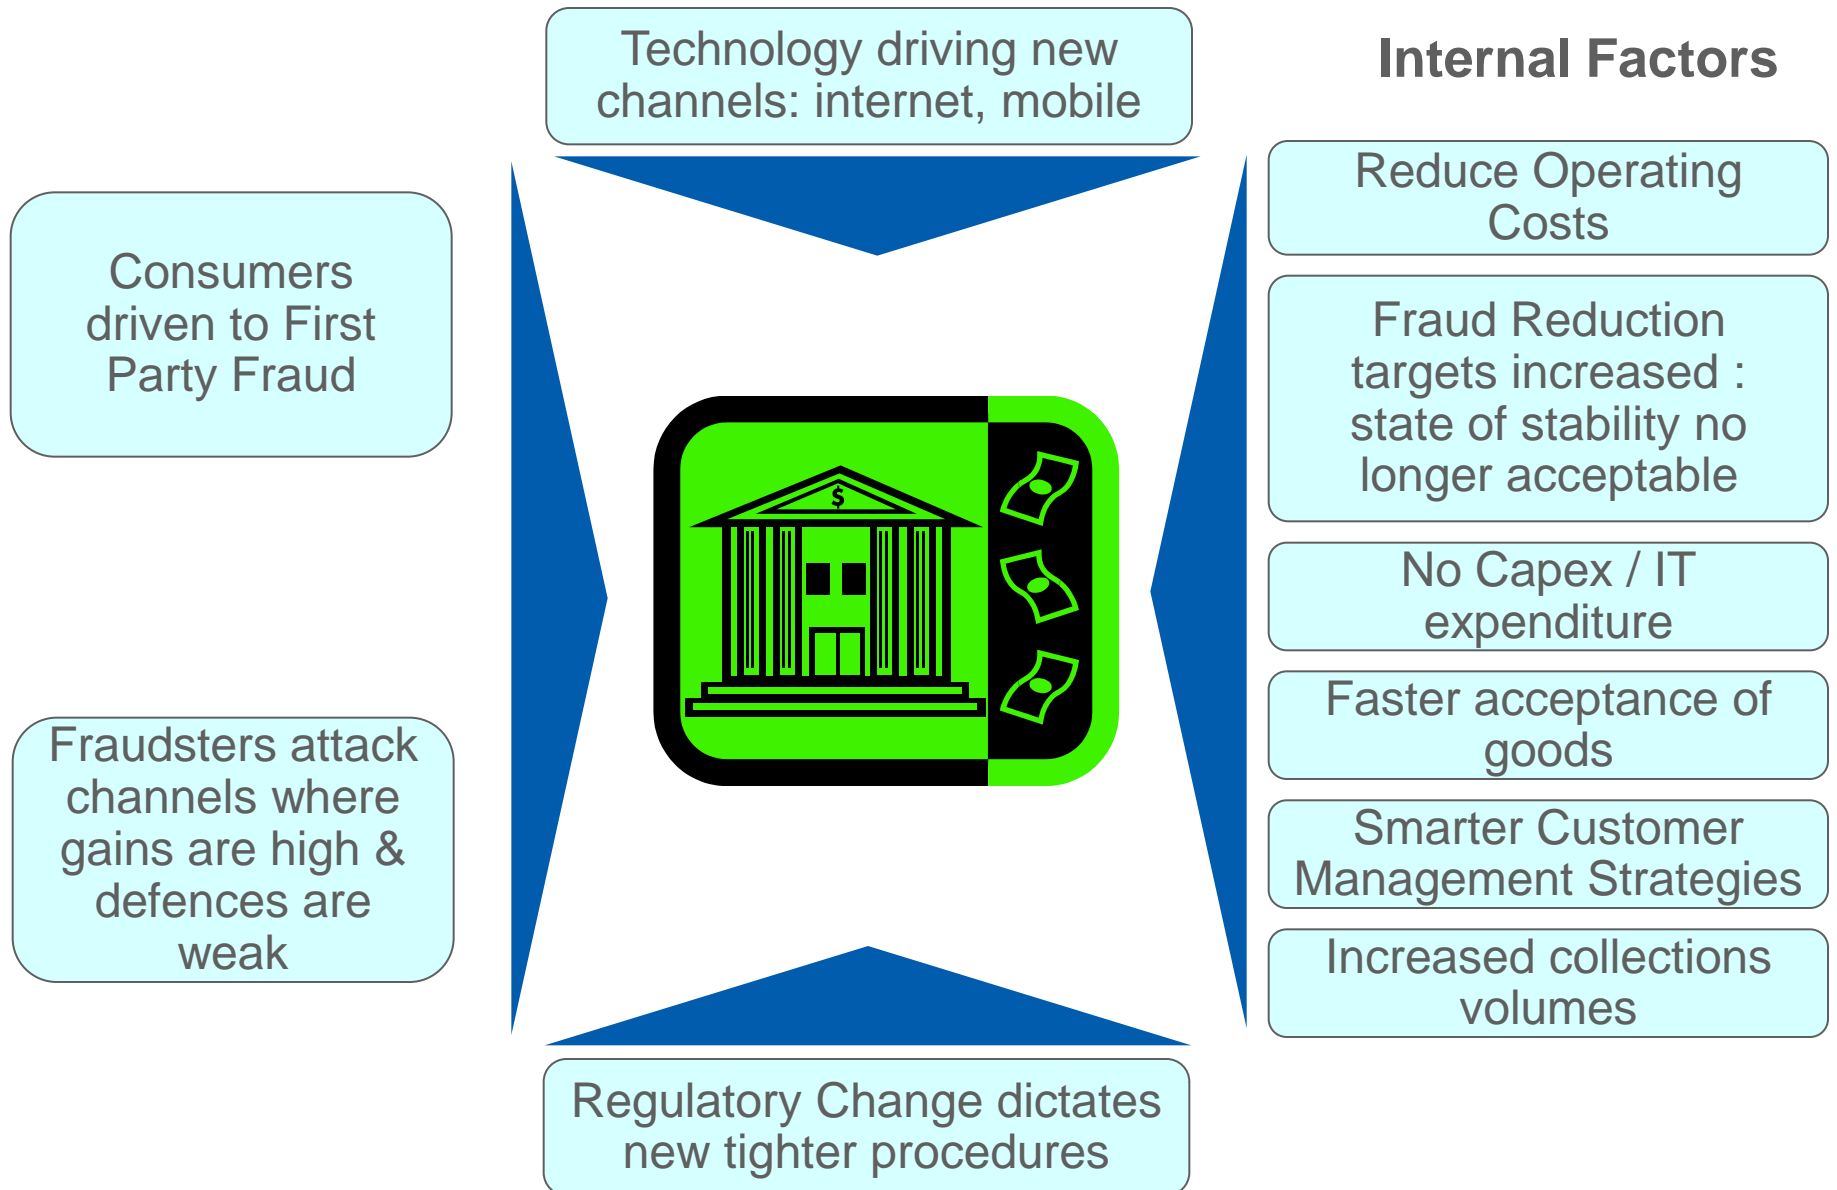 Technology driving new
channels: internet, mobile
Internal Factors
Consumers
driven to First
Party Fraud
Fraudsters attack
channels where
gains are high &
defences are
weak
$
Reduce Operating
Costs
Fraud Reduction
targets increased :
state of stability no
longer acceptable
No Capex / IT
expenditure
Faster acceptance of
goods
Smarter Customer
Management Strategies
Increased collections
volumes
Regulatory Change dictates
new tighter procedures